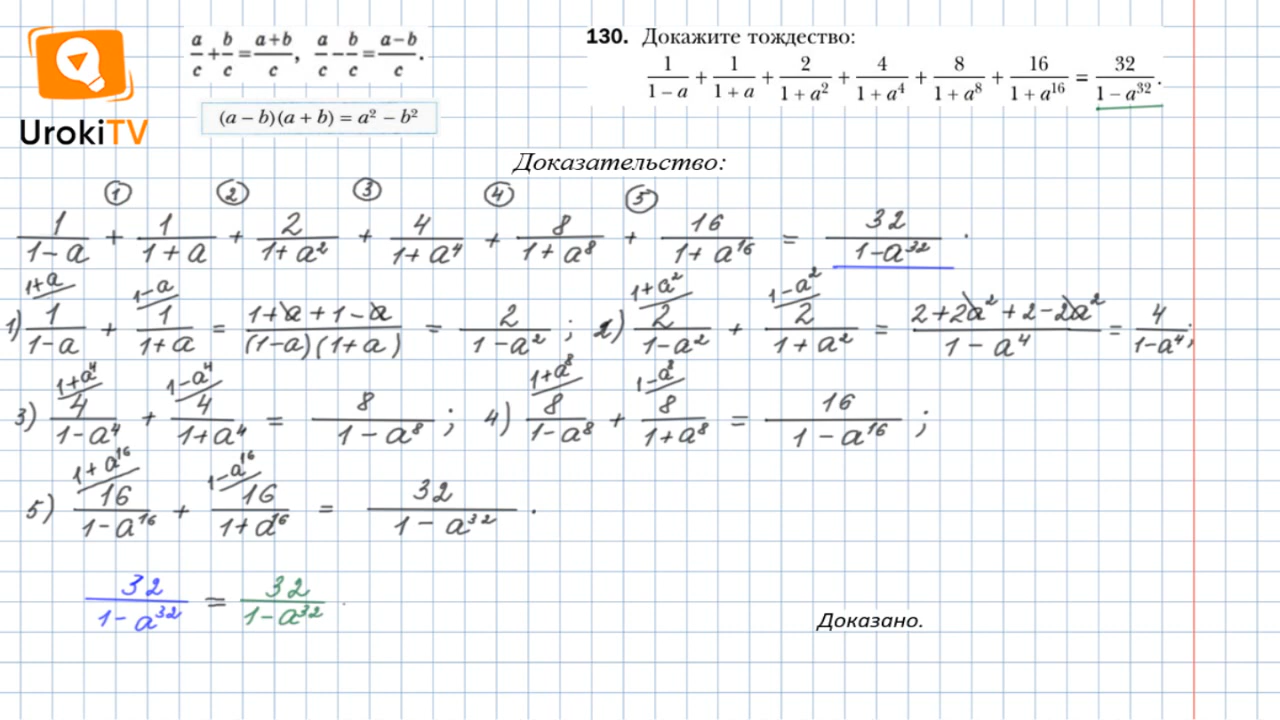 UrokiTV
a/c + b/c = (a+b)/c, a/c − b/c = (a−b)/c.
(a − b)(a + b) = a² − b²
130. Докажите тождество:
1/(1 − a) + 1/(1 + a) + 2/(1 + a²) + 4/(1 + a⁴) + 8/(1 + a⁸) + 16/(1 + a¹⁶) = 32/(1 − a³²).
Доказательство:
① ② ③ ④ ⑤
1/(1−a) + 1/(1+a) + 2/(1+a²) + 4/(1+a⁴) + 8/(1+a⁸) + 16/(1+a¹⁶) = 32/(1−a³²).
1) 1+a/ 1/(1−a) + 1−a/ 1/(1+a) = (1+a+1−a)/((1−a)(1+a)) = 2/(1−a²); 2) 1+a²/ 2/(1−a²) + 1−a²/ 2/(1+a²) = (2+2a²+2−2a²)/(1−a⁴) = 4/(1−a⁴);
3) 1+a⁴/ 4/(1−a⁴) + 1−a⁴/ 4/(1+a⁴) = 8/(1−a⁸); 4) 1+a⁸/ 8/(1−a⁸) + 1−a⁸/ 8/(1+a⁸) = 16/(1−a¹⁶);
5) 1+a¹⁶/ 16/(1−a¹⁶) + 1−a¹⁶/ 16/(1+a¹⁶) = 32/(1−a³²).
32/(1−a³²) = 32/(1−a³²).
Доказано.